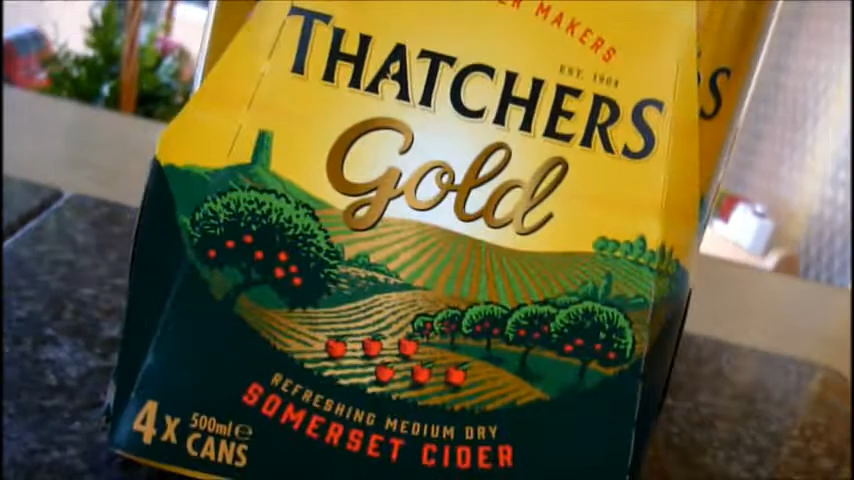 MAKERS
EST. 1904
THATCHERS
Gold
REFRESHING MEDIUM DRY
SOMERSET CIDER
4 x 500ml e
CANS
S